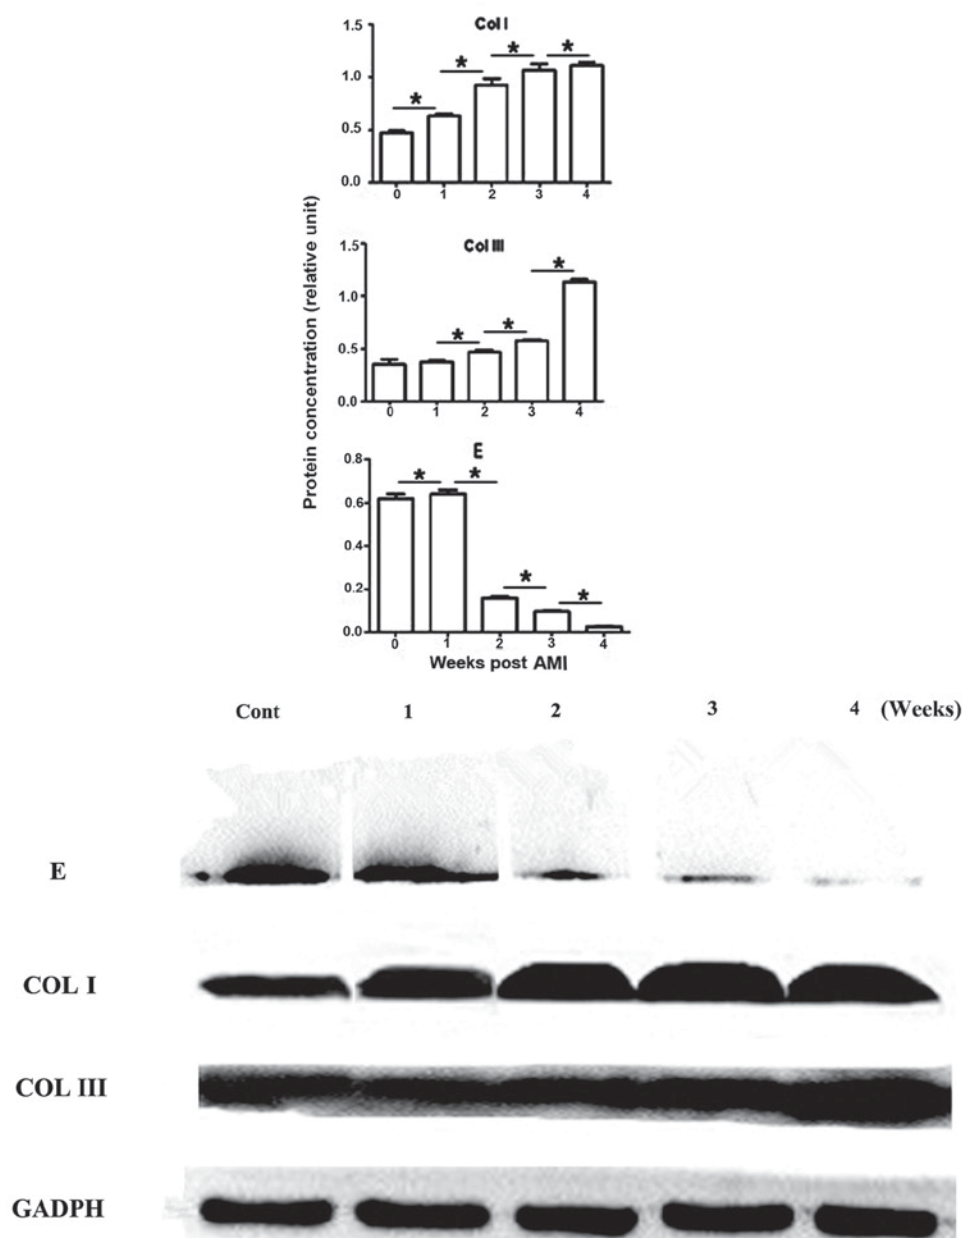 Col I
*
*
*
*
1.5
1.0
0.5
0.0
0 1 2 3 4
Protein concentration (relative unit)
Col III
*
*
*
1.5
1.0
0.5
0.0
0 1 2 3 4
E
*
*
*
*
0.8
0.6
0.4
0.2
0.0
0 1 2 3 4
Weeks post AMI
Cont 1 2 3 4 (Weeks)
E
COL I
COL III
GADPH